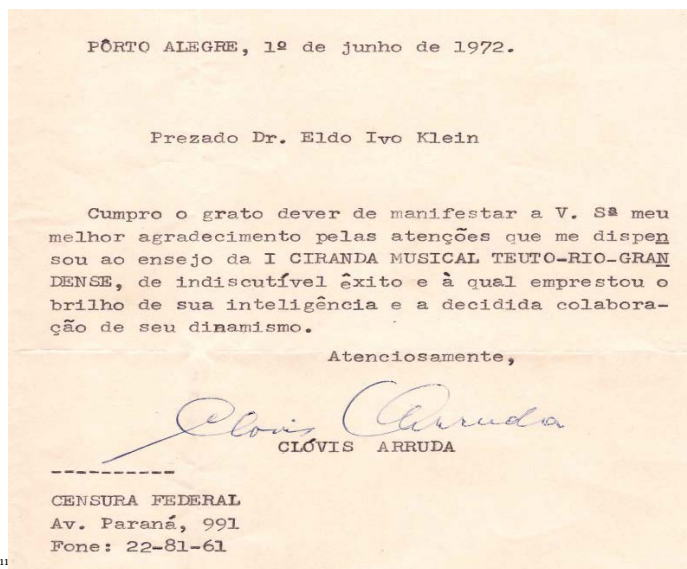 PÔRTO ALEGRE, 1º de junho de 1972.
Prezado Dr. Eldo Ivo Klein
Cumpro o grato dever de manifestar a V. Sª meu
melhor agradecimento pelas atenções que me dispen
sou ao ensejo da I CIRANDA MUSICAL TEUTO-RIO-GRAN
DENSE, de indiscutível êxito e à qual emprestou o
brilho de sua inteligência e a decidida colabora-
ção de seu dinamismo.
Atenciosamente,
Clovis Arruda
CLÓVIS ARRUDA
-----------
CENSURA FEDERAL
Av. Paraná, 991
Fone: 22-81-61
11